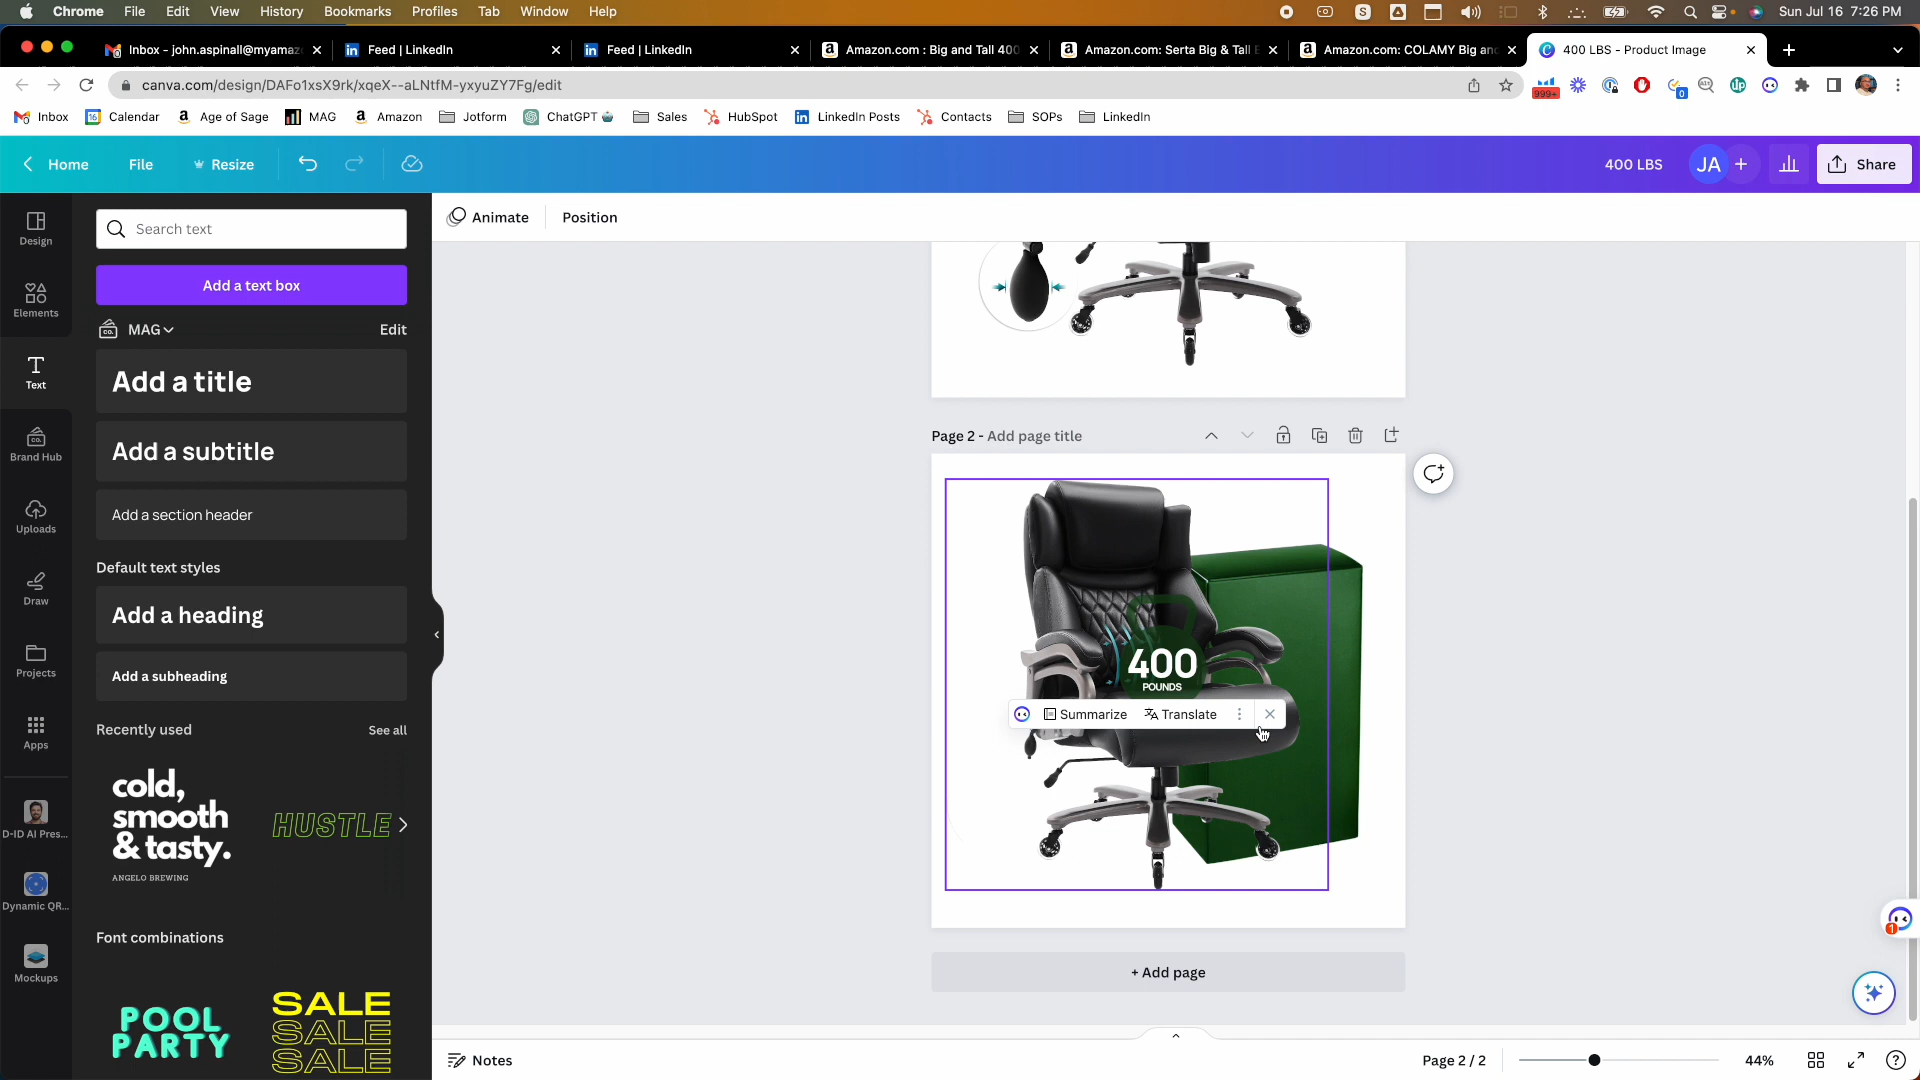 Chrome File Edit View History Bookmarks Profiles Tab Window Help
S
Sun Jul 16 7:26 PM
Inbox - john.aspinall@myamaz
Feed | LinkedIn
Feed | LinkedIn
Amazon.com : Big and Tall 400
Amazon.com: Serta Big & Tall E
Amazon.com: COLAMY Big an
400 LBS - Product Image
canva.com/design/DAFo1xsX9rk/xqeX--aLNtfM-yxyuZY7Fg/edit
999+
0
Inbox
Calendar
Age of Sage
MAG
Amazon
Jotform
ChatGPT
Sales
HubSpot
LinkedIn Posts
Contacts
SOPs
LinkedIn
Home
File
Resize
400 LBS
JA
Share
Design
Elements
Text
Brand Hub
Uploads
Draw
Projects
Apps
D-ID AI Pres...
Dynamic QR...
Mockups
Search text
Add a text box
MAG
Edit
Add a title
Add a subtitle
Add a section header
Default text styles
Add a heading
Add a subheading
Recently used
See all
cold,
smooth
& tasty.
ANGELO BREWING
HUSTLE
Font combinations
POOL
PARTY
SALE
SALE
SALE
Animate
Position
Page 2 - Add page title
400
POUNDS
Summarize
Translate
+ Add page
1
Notes
Page 2 / 2
44%